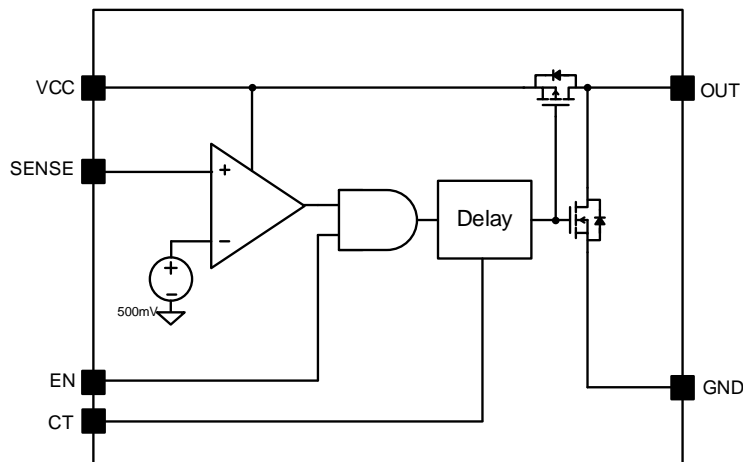 VCC
OUT
SENSE
+
−
Delay
+
−
500mV
EN
GND
CT